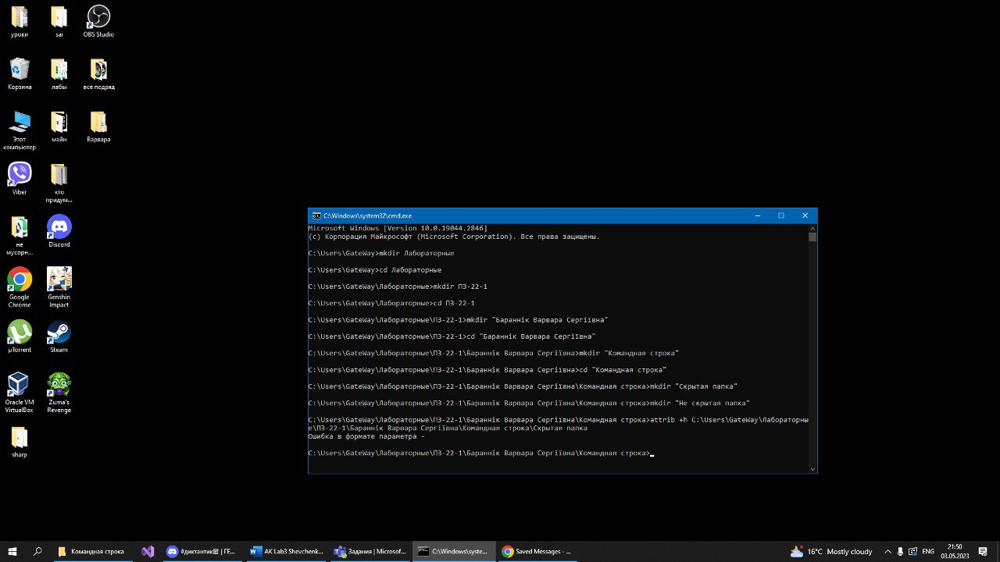 уроки
sai
OBS Studio
Корзина
лабы
всё подряд
Этот
компьютер
майн
Варвара
Viber
кто
придум...
не
мусорн...
Discord
Google
Chrome
Genshin
Impact
µTorrent
Steam
Oracle VM
VirtualBox
Zuma's
Revenge
sharp
C:\Windows\system32\cmd.exe
Microsoft Windows [Version 10.0.19044.2846]
(c) Корпорация Майкрософт (Microsoft Corporation). Все права защищены.
C:\Users\GateWay>mkdir Лабораторные
C:\Users\GateWay>cd Лабораторные
C:\Users\GateWay\Лабораторные>mkdir ПЗ-22-1
C:\Users\GateWay\Лабораторные>cd ПЗ-22-1
C:\Users\GateWay\Лабораторные\ПЗ-22-1>mkdir "Бараннік Варвара Сергіївна"
C:\Users\GateWay\Лабораторные\ПЗ-22-1>cd "Бараннік Варвара Сергіївна"
C:\Users\GateWay\Лабораторные\ПЗ-22-1\Бараннік Варвара Сергіївна>mkdir "Командная строка"
C:\Users\GateWay\Лабораторные\ПЗ-22-1\Бараннік Варвара Сергіївна>cd "Командная строка"
C:\Users\GateWay\Лабораторные\ПЗ-22-1\Бараннік Варвара Сергіївна\Командная строка>mkdir "Скрытая папка"
C:\Users\GateWay\Лабораторные\ПЗ-22-1\Бараннік Варвара Сергіївна\Командная строка>mkdir "Не скрытая папка"
C:\Users\GateWay\Лабораторные\ПЗ-22-1\Бараннік Варвара Сергіївна\Командная строка>attrib +h C:\Users\GateWay\Лабораторны
е\ПЗ-22-1\Бараннік Варвара Сергіївна\Командная строка\Скрытая папка
Ошибка в формате параметра -
C:\Users\GateWay\Лабораторные\ПЗ-22-1\Бараннік Варвара Сергіївна\Командная строка>
Командная строка
| ГЕ...
AK Lab3 Shevchenk...
Задания | Microsof...
C:\Windows\syste...
Saved Messages - ...
16°C Mostly cloudy
ENG
21:50
03.05.2023